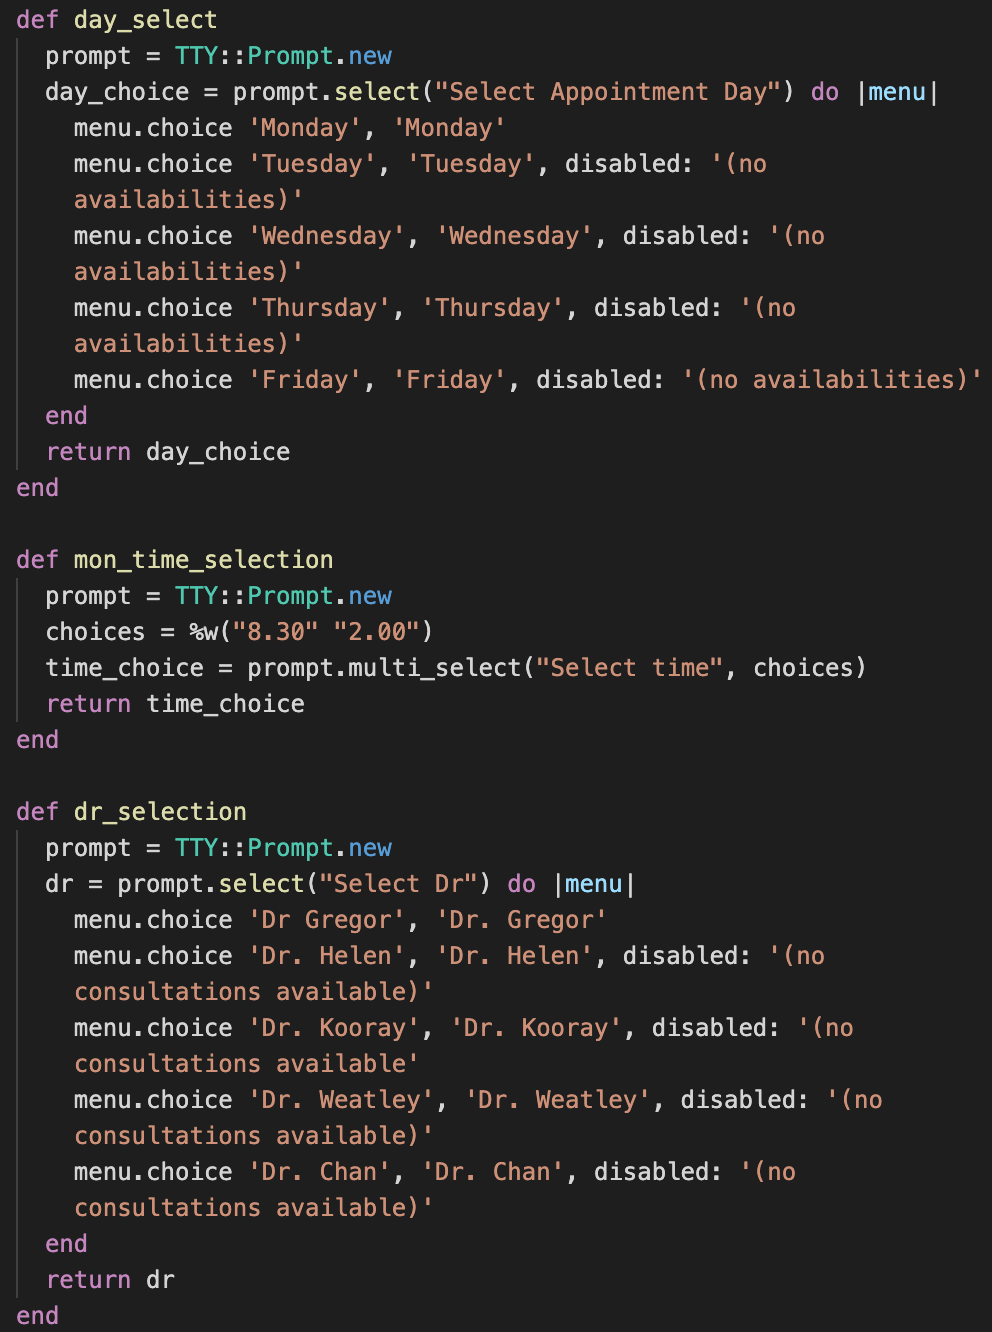 def day_select
  prompt = TTY::Prompt.new
  day_choice = prompt.select("Select Appointment Day") do |menu|
    menu.choice 'Monday', 'Monday'
    menu.choice 'Tuesday', 'Tuesday', disabled: '(no
    availabilities)'
    menu.choice 'Wednesday', 'Wednesday', disabled: '(no
    availabilities)'
    menu.choice 'Thursday', 'Thursday', disabled: '(no
    availabilities)'
    menu.choice 'Friday', 'Friday', disabled: '(no availabilities)'
  end
  return day_choice
end

def mon_time_selection
  prompt = TTY::Prompt.new
  choices = %w("8.30" "2.00")
  time_choice = prompt.multi_select("Select time", choices)
  return time_choice
end

def dr_selection
  prompt = TTY::Prompt.new
  dr = prompt.select("Select Dr") do |menu|
    menu.choice 'Dr Gregor', 'Dr. Gregor'
    menu.choice 'Dr. Helen', 'Dr. Helen', disabled: '(no
    consultations available)'
    menu.choice 'Dr. Kooray', 'Dr. Kooray', disabled: '(no
    consultations available'
    menu.choice 'Dr. Weatley', 'Dr. Weatley', disabled: '(no
    consultations available)'
    menu.choice 'Dr. Chan', 'Dr. Chan', disabled: '(no
    consultations available)'
  end
  return dr
end